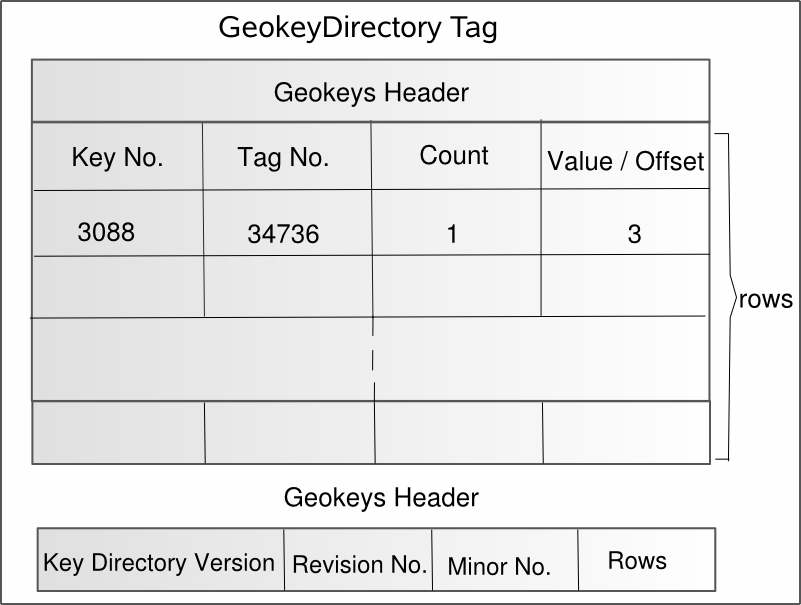 GeokeyDirectory Tag
Geokeys Header
Key No. Tag No. Count Value / Offset
3088 34736 1 3
rows
Geokeys Header
Key Directory Version Revision No. Minor No. Rows